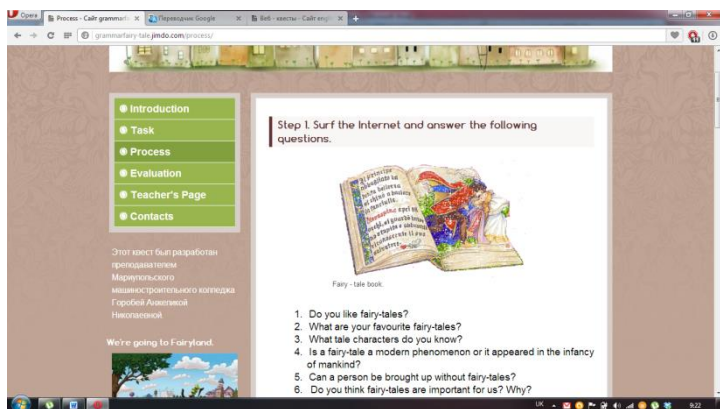 Opera
Process - Сайт grammarfa
Переводчик Google
Веб - квесты - Сайт engli
grammarfairy-tale.jimdo.com/process/
Introduction
Task
Process
Evaluation
Teacher's Page
Contacts
Этот квест был разработан
преподавателем
Мариупольского
машиностроительного колледжа
Горобей Анжеликой
Николаевной.
We're going to Fairyland.
Step 1. Surf the Internet and answer the following
questions.
Fairy - tale book.
1. Do you like fairy-tales?
2. What are your favourite fairy-tales?
3. What tale characters do you know?
4. Is a fairy-tale a modern phenomenon or it appeared in the infancy
of mankind?
5. Can a person be brought up without fairy-tales?
6. Do you think fairy-tales are important for us? Why?
UK
9:22